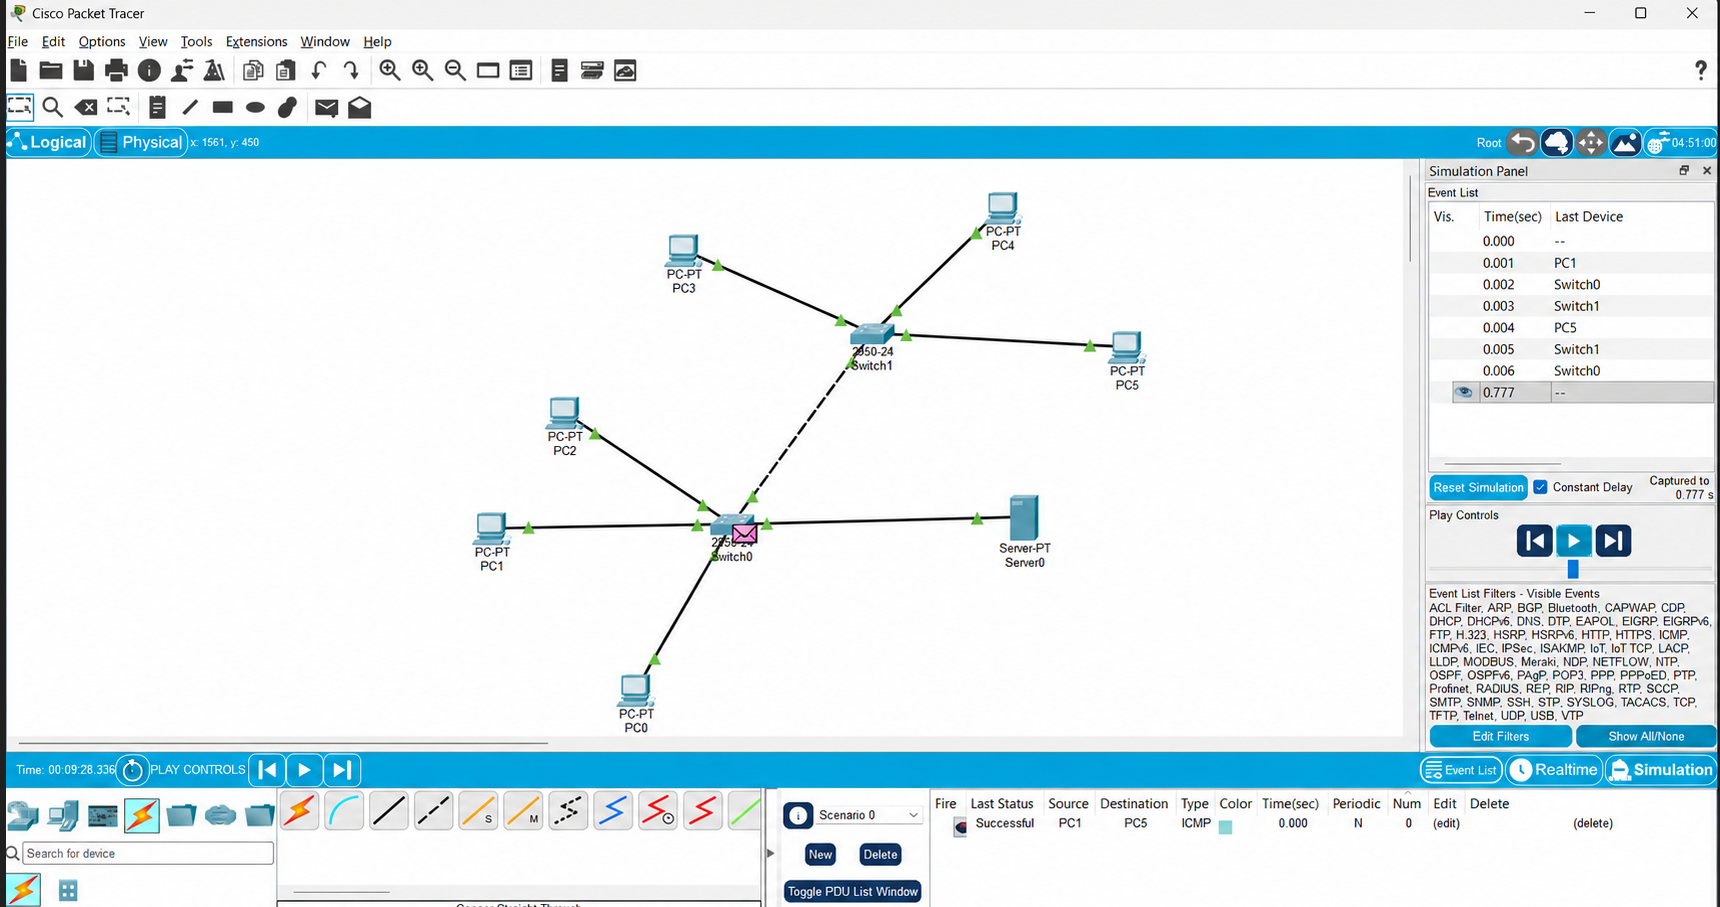 Cisco Packet Tracer
File Edit Options View Tools Extensions Window Help
?
Logical Physical x: 1561, y: 450 Root 04:51:00
Simulation Panel
Event List
Vis. Time(sec) Last Device
0.000 --
0.001 PC1
0.002 Switch0
0.003 Switch1
0.004 PC5
0.005 Switch1
0.006 Switch0
0.777 --
Reset Simulation Constant Delay Captured to
0.777 s
Play Controls
Event List Filters - Visible Events
ACL Filter, ARP, BGP, Bluetooth, CAPWAP, CDP,
DHCP, DHCPv6, DNS, DTP, EAPOL, EIGRP, EIGRPv6,
FTP, H.323, HSRP, HSRPv6, HTTP, HTTPS, ICMP,
ICMPv6, IEC, IPSec, ISAKMP, IoT, IoT TCP, LACP,
LLDP, MODBUS, Meraki, NDP, NETFLOW, NTP,
OSPF, OSPFv6, PAgP, POP3, PPP, PPPoED, PTP,
Profinet, RADIUS, REP, RIP, RIPng, RTP, SCCP,
SMTP, SNMP, SSH, STP, SYSLOG, TACACS, TCP,
TFTP, Telnet, UDP, USB, VTP
Edit Filters Show All/None
PC-PT
PC4
PC-PT
PC3
2950-24
Switch1
PC-PT
PC5
PC-PT
PC2
PC-PT
PC1
2950-24
Switch0
Server-PT
Server0
PC-PT
PC0
Time: 00:09:28.336 PLAY CONTROLS Event List Realtime Simulation
S M
Search for device
Scenario 0
New Delete
Toggle PDU List Window
Fire Last Status Source Destination Type Color Time(sec) Periodic Num Edit Delete
Successful PC1 PC5 ICMP 0.000 N 0 (edit) (delete)